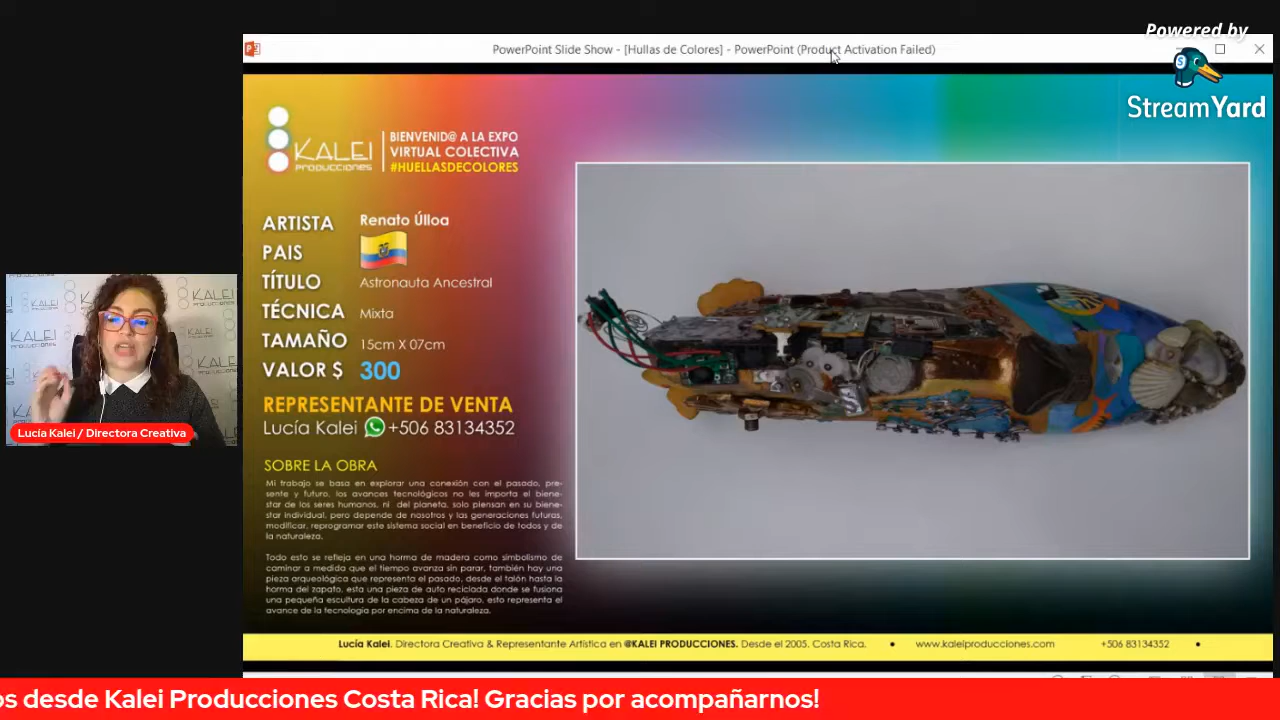 Powered by
StreamYard
PowerPoint Slide Show - [Hullas de Colores] - PowerPoint (Product Activation Failed)
KALEI
PRODUCCIONES
BIENVENID@ A LA EXPO
VIRTUAL COLECTIVA
#HUELLASDECOLORES
ARTISTA Renato Úlloa
PAIS
TÍTULO Astronauta Ancestral
TÉCNICA Mixta
TAMAÑO 15cm X 07cm
VALOR $ 300
REPRESENTANTE DE VENTA
Lucía Kalei +506 83134352
SOBRE LA OBRA
Mi trabajo se basa en explorar una conexión con el pasado, pre-
sente y futuro, los avances tecnológicos no les importa el biene-
star de los seres humanos, ni del planeta, solo piensan en su biene-
star individual, pero depende de nosotros y las generaciones futuras,
modificar, reprogramar este sistema social en beneficio de todos y de
la naturaleza.
Todo esto se refleja en una horma de madera como simbolismo de
caminar a medida que el tiempo avanza sin parar, también hay una
pieza arqueológica que representa el pasado, desde el talón hasta la
horma del zapato, esta una pieza de auto reciclada donde se fusiona
una pequeña escultura de la cabeza de un pájaro, esto representa el
avance de la tecnología por encima de la naturaleza.
Lucía Kalei / Directora Creativa
Lucía Kalei. Directora Creativa & Representante Artística en @KALEI PRODUCCIONES. Desde el 2005. Costa Rica. • www.kaleiproducciones.com +506 83134352 •
os desde Kalei Producciones Costa Rica! Gracias por acompañarnos!